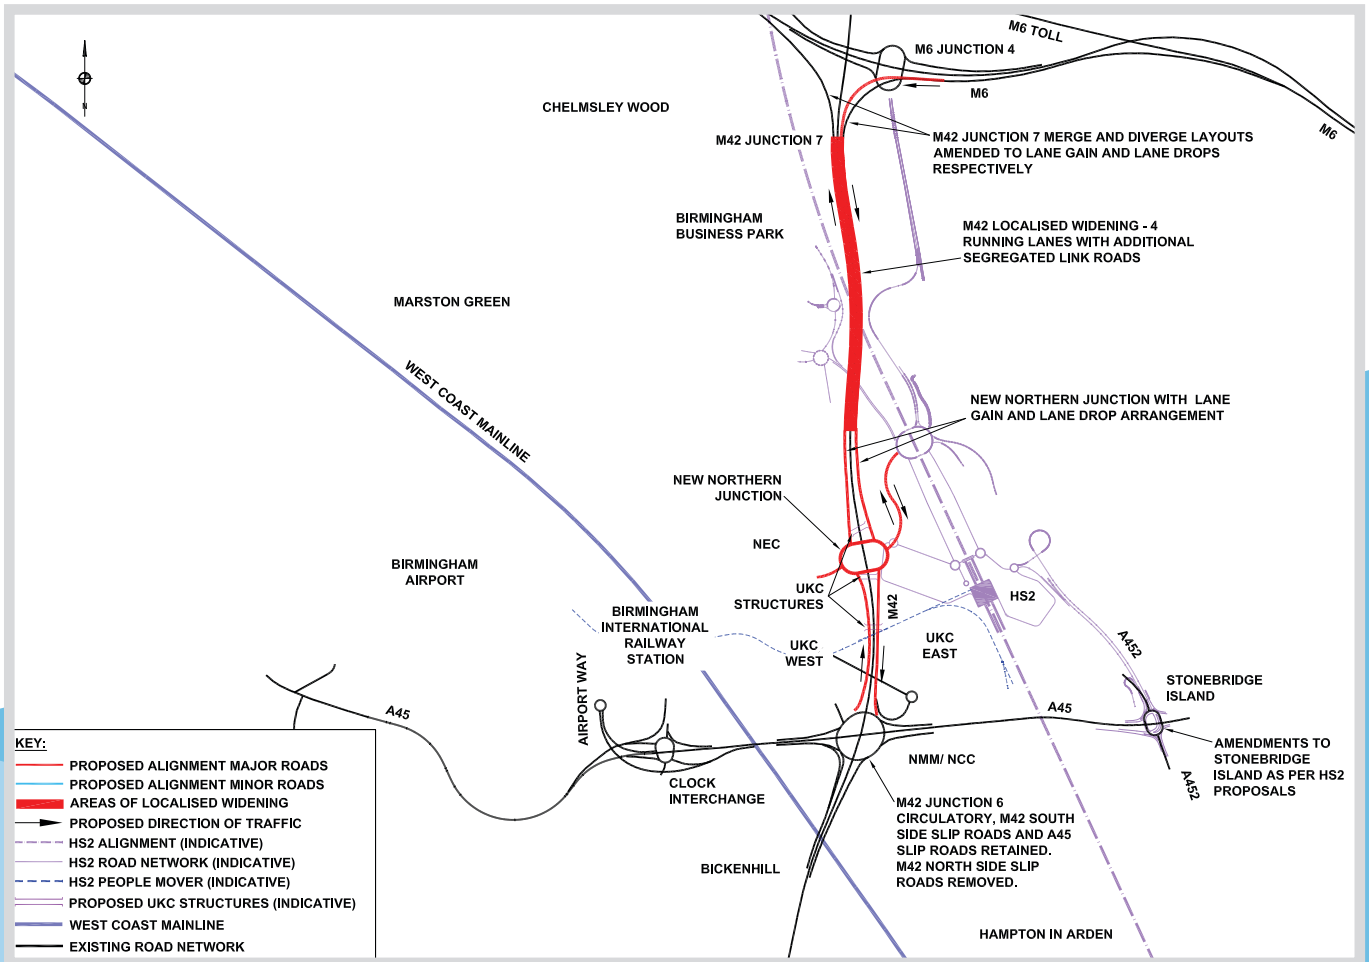 M6 TOLL
M6 JUNCTION 4
M6
M6
N
CHELMSLEY WOOD
M42 JUNCTION 7
M42 JUNCTION 7 MERGE AND DIVERGE LAYOUTS
AMENDED TO LANE GAIN AND LANE DROPS
RESPECTIVELY
BIRMINGHAM
BUSINESS PARK
M42 LOCALISED WIDENING - 4
RUNNING LANES WITH ADDITIONAL
SEGREGATED LINK ROADS
MARSTON GREEN
WEST COAST MAINLINE
NEW NORTHERN JUNCTION WITH LANE
GAIN AND LANE DROP ARRANGEMENT
NEW NORTHERN
JUNCTION
NEC
BIRMINGHAM
AIRPORT
UKC
STRUCTURES
M42
HS2
BIRMINGHAM
INTERNATIONAL
RAILWAY
STATION
UKC
WEST
UKC
EAST
A452
STONEBRIDGE
ISLAND
AIRPORT WAY
A45
A45
AMENDMENTS TO
STONEBRIDGE
ISLAND AS PER HS2
PROPOSALS
A452
NMM/ NCC
CLOCK
INTERCHANGE
M42 JUNCTION 6
CIRCULATORY, M42 SOUTH
SIDE SLIP ROADS AND A45
SLIP ROADS RETAINED.
M42 NORTH SIDE SLIP
ROADS REMOVED.
BICKENHILL
HAMPTON IN ARDEN
KEY:
PROPOSED ALIGNMENT MAJOR ROADS
PROPOSED ALIGNMENT MINOR ROADS
AREAS OF LOCALISED WIDENING
PROPOSED DIRECTION OF TRAFFIC
HS2 ALIGNMENT (INDICATIVE)
HS2 ROAD NETWORK (INDICATIVE)
HS2 PEOPLE MOVER (INDICATIVE)
PROPOSED UKC STRUCTURES (INDICATIVE)
WEST COAST MAINLINE
EXISTING ROAD NETWORK